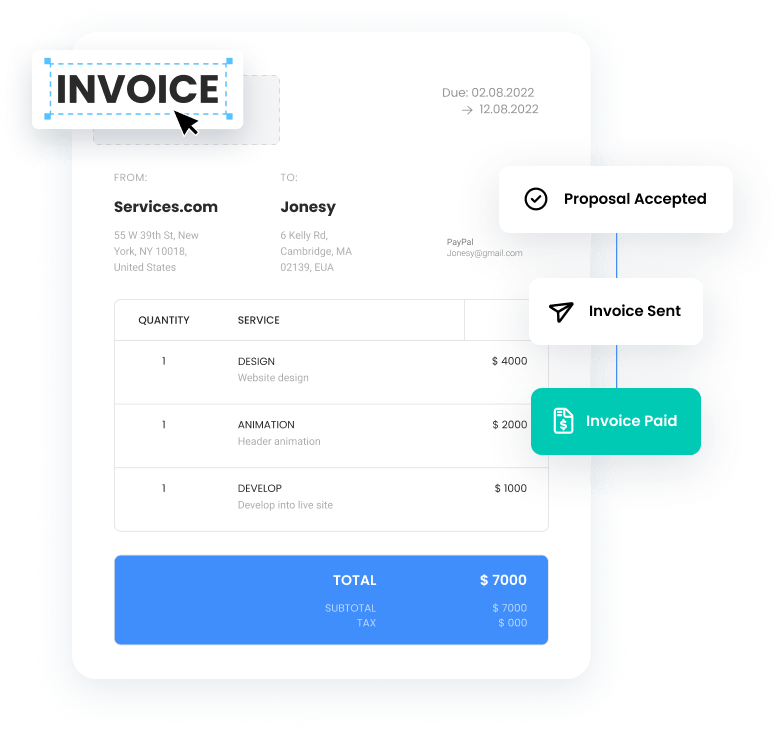 INVOICE
Due: 02.08.2022
→ 12.08.2022
FROM:
Services.com
55 W 39th St, New
York, NY 10018,
United States
TO:
Jonesy
6 Kelly Rd,
Cambridge, MA
02139, EUA
PayPal
Jonesy@gmail.com
Proposal Accepted
Invoice Sent
Invoice Paid
QUANTITY SERVICE
1 DESIGN $ 4000
Website design
1 ANIMATION $ 2000
Header animation
1 DEVELOP $ 1000
Develop into live site
TOTAL $ 7000
SUBTOTAL $ 7000
TAX $ 000